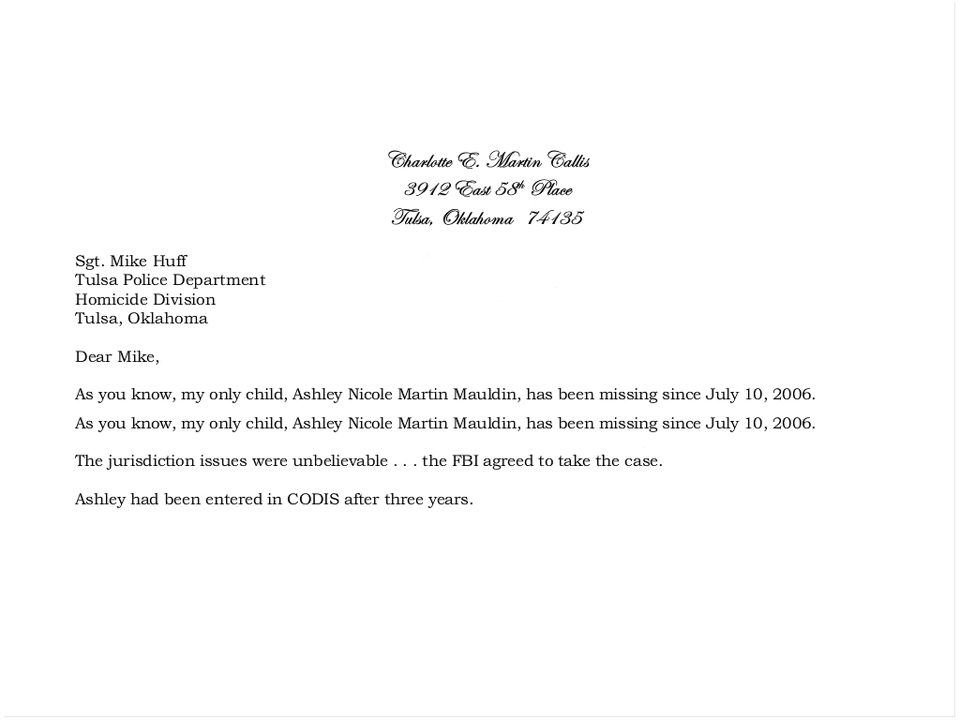 Charlotte E. Martin Callis
3912 East 58th Place
Tulsa, Oklahoma 74135
Sgt. Mike Huff
Tulsa Police Department
Homicide Division
Tulsa, Oklahoma
Dear Mike,
As you know, my only child, Ashley Nicole Martin Mauldin, has been missing since July 10, 2006.
As you know, my only child, Ashley Nicole Martin Mauldin, has been missing since July 10, 2006.
The jurisdiction issues were unbelievable . . . the FBI agreed to take the case.
Ashley had been entered in CODIS after three years.